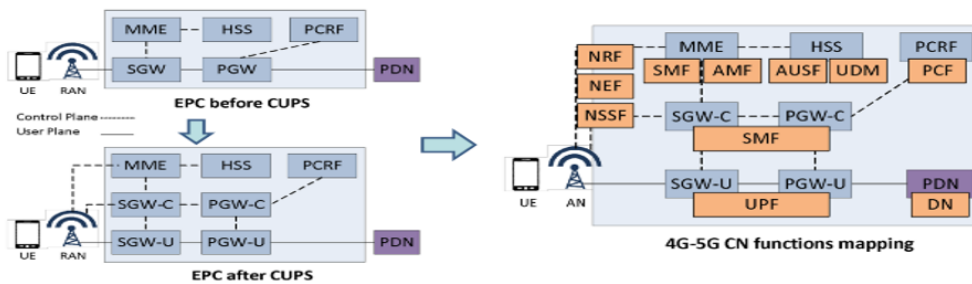 MME HSS PCRF
SGW PGW PDN
UE RAN
EPC before CUPS
Control Plane
User Plane
MME HSS PCRF
SGW-C PGW-C
SGW-U PGW-U PDN
UE RAN
EPC after CUPS
NRF MME HSS PCRF
SMF AMF AUSF UDM PCF
NEF
NSSF SGW-C PGW-C
SMF
SGW-U PGW-U PDN
UE AN
UPF DN
4G-5G CN functions mapping